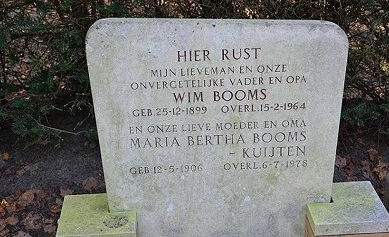 HIER RUST
MIJN LIEVEMAN EN ONZE
ONVERGETELIJKE VADER EN OPA
WIM BOOMS
GEB. 25-12-1899 OVERL. 15-2-1964
EN ONZE LIEVE MOEDER EN OMA
MARIA BERTHA BOOMS
- KUIJTEN
GEB 12-5-1906 OVERL. 6-7-1978